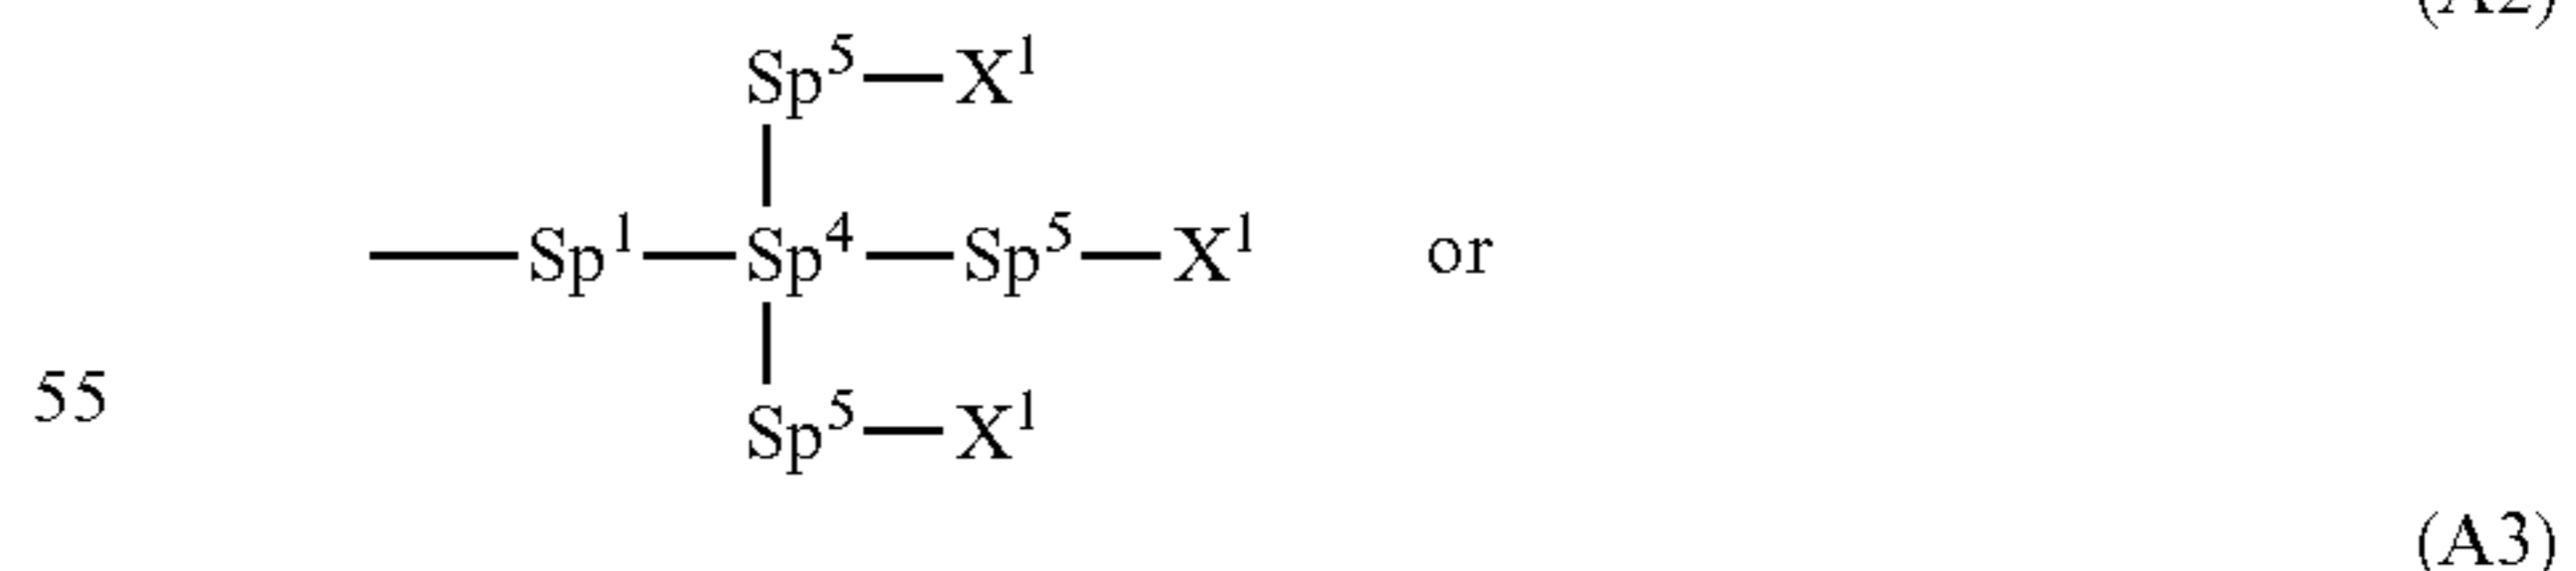 (A2)
Sp⁵—X¹
—Sp¹—Sp⁴—Sp⁵—X¹ or
55
Sp⁵—X¹
(A3)